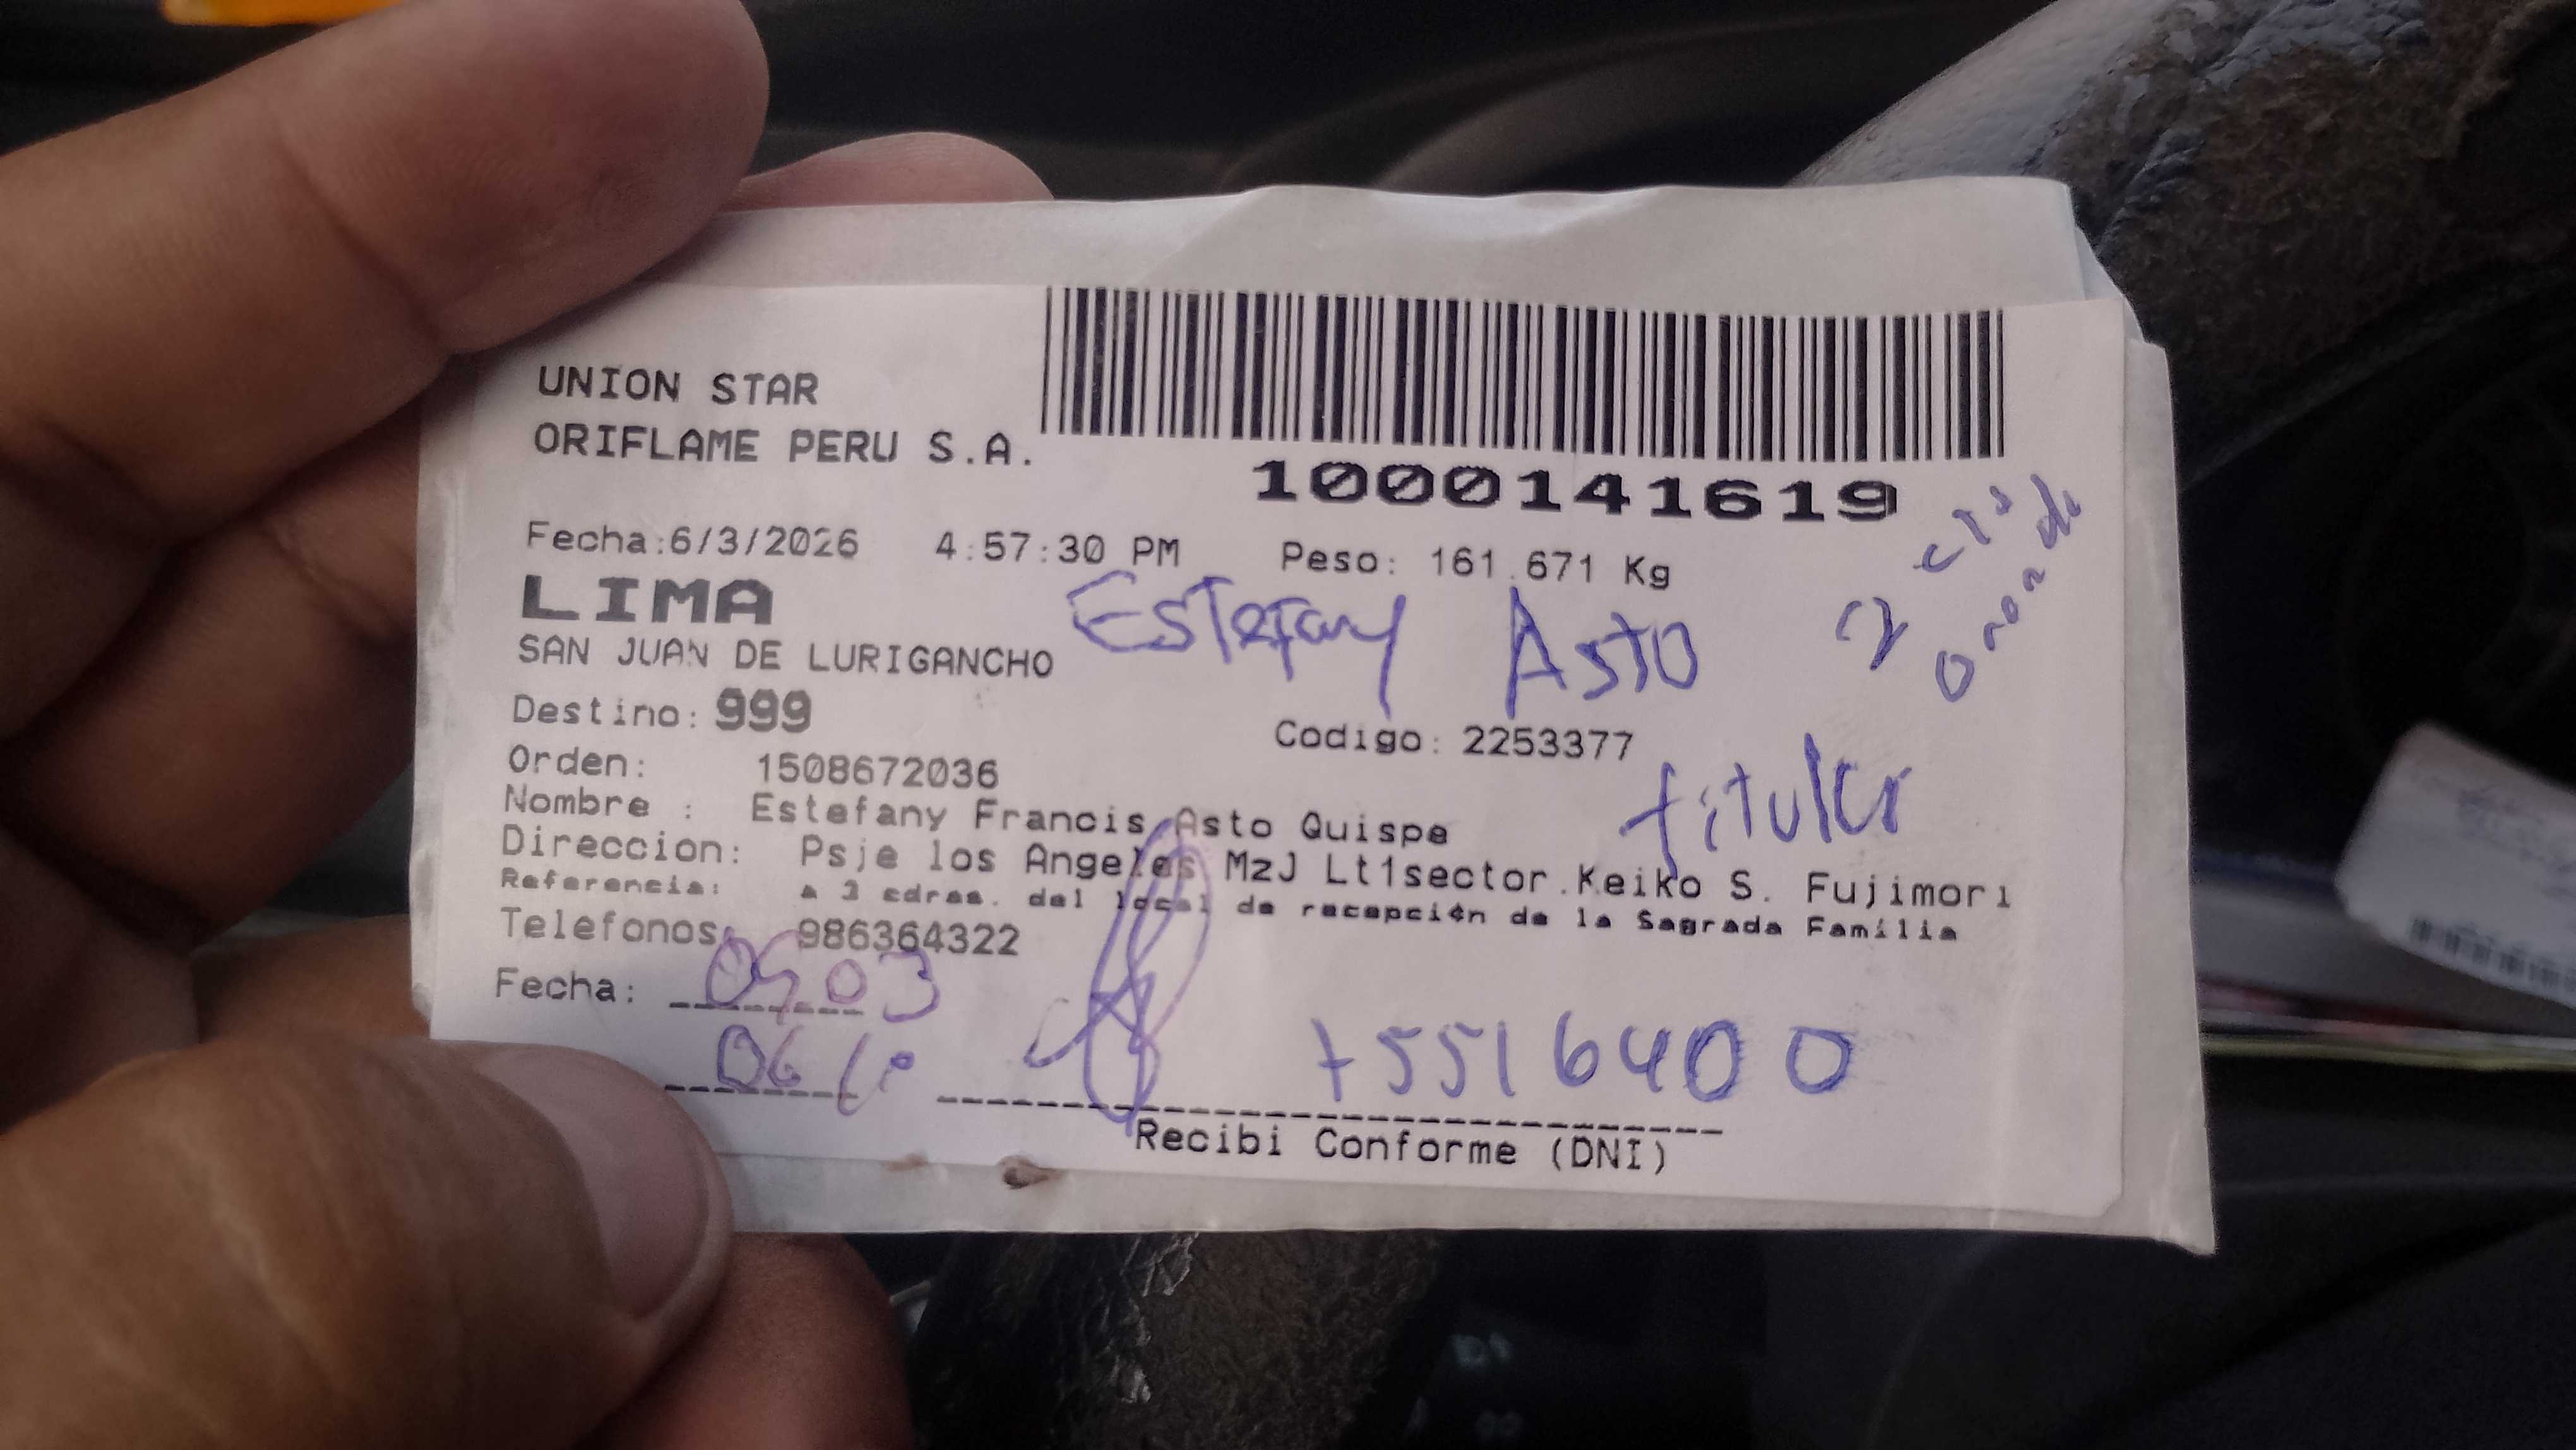 UNION STAR
ORIFLAME PERU S.A.
1000141619
Fecha:6/3/2026 4:57:30 PM Peso: 161.671 Kg
LIMA
SAN JUAN DE LURIGANCHO
Estefany Asto
Destino: 999
Codigo: 2253377
Orden: 1508672036
titular
Nombre : Estefany Francis Asto Quispe
Direccion: Psje los Angeles MzJ Lt1sector.Keiko S. Fujimori
Referencia: a 3 cdras. del local de recepción de la Sagrada Familia
Telefonos: 986364322
Fecha: 09 03
75516400
Recibi Conforme (DNI)